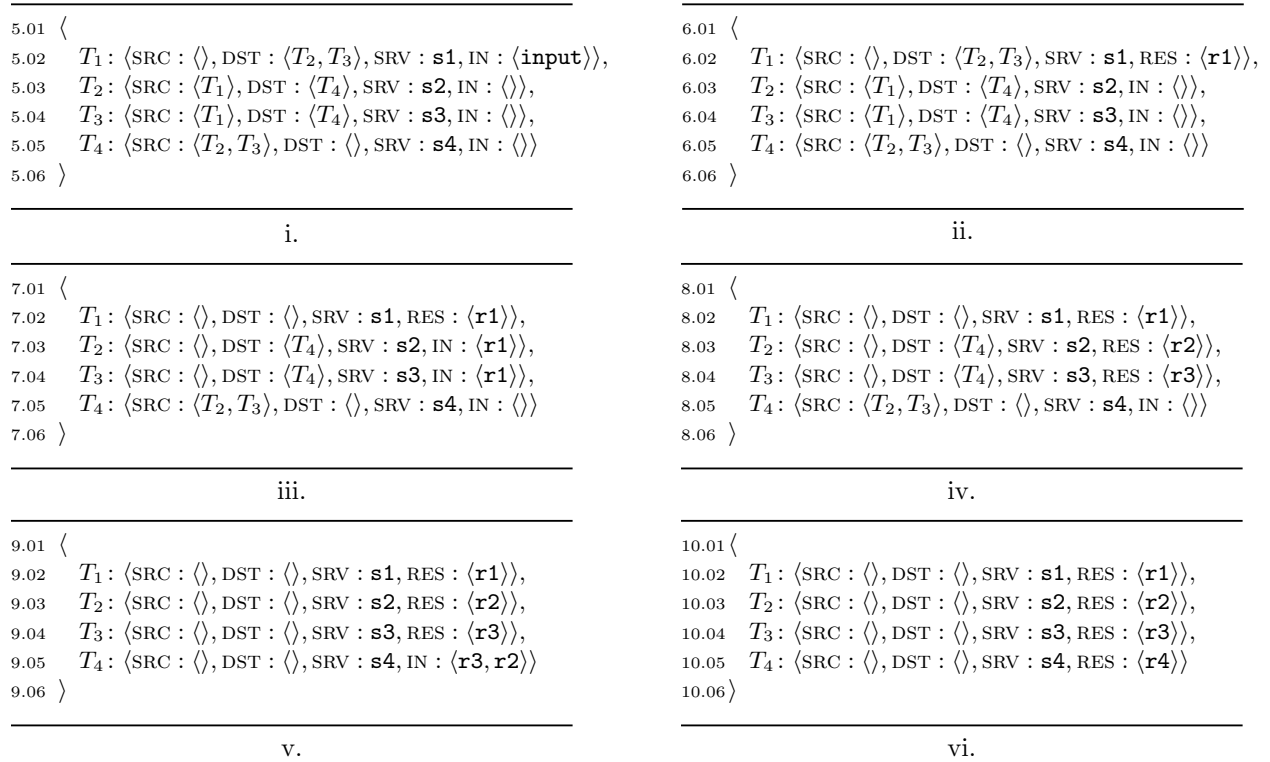 5.01 ⟨
5.02 T₁: ⟨SRC : ⟨⟩, DST : ⟨T₂, T₃⟩, SRV : s1, IN : ⟨input⟩⟩,
5.03 T₂: ⟨SRC : ⟨T₁⟩, DST : ⟨T₄⟩, SRV : s2, IN : ⟨⟩⟩,
5.04 T₃: ⟨SRC : ⟨T₁⟩, DST : ⟨T₄⟩, SRV : s3, IN : ⟨⟩⟩,
5.05 T₄: ⟨SRC : ⟨T₂, T₃⟩, DST : ⟨⟩, SRV : s4, IN : ⟨⟩⟩
5.06 ⟩
i.
6.01 ⟨
6.02 T₁: ⟨SRC : ⟨⟩, DST : ⟨T₂, T₃⟩, SRV : s1, RES : ⟨r1⟩⟩,
6.03 T₂: ⟨SRC : ⟨T₁⟩, DST : ⟨T₄⟩, SRV : s2, IN : ⟨⟩⟩,
6.04 T₃: ⟨SRC : ⟨T₁⟩, DST : ⟨T₄⟩, SRV : s3, IN : ⟨⟩⟩,
6.05 T₄: ⟨SRC : ⟨T₂, T₃⟩, DST : ⟨⟩, SRV : s4, IN : ⟨⟩⟩
6.06 ⟩
ii.
7.01 ⟨
7.02 T₁: ⟨SRC : ⟨⟩, DST : ⟨⟩, SRV : s1, RES : ⟨r1⟩⟩,
7.03 T₂: ⟨SRC : ⟨⟩, DST : ⟨T₄⟩, SRV : s2, IN : ⟨r1⟩⟩,
7.04 T₃: ⟨SRC : ⟨⟩, DST : ⟨T₄⟩, SRV : s3, IN : ⟨r1⟩⟩,
7.05 T₄: ⟨SRC : ⟨T₂, T₃⟩, DST : ⟨⟩, SRV : s4, IN : ⟨⟩⟩
7.06 ⟩
iii.
8.01 ⟨
8.02 T₁: ⟨SRC : ⟨⟩, DST : ⟨⟩, SRV : s1, RES : ⟨r1⟩⟩,
8.03 T₂: ⟨SRC : ⟨⟩, DST : ⟨T₄⟩, SRV : s2, RES : ⟨r2⟩⟩,
8.04 T₃: ⟨SRC : ⟨⟩, DST : ⟨T₄⟩, SRV : s3, RES : ⟨r3⟩⟩,
8.05 T₄: ⟨SRC : ⟨T₂, T₃⟩, DST : ⟨⟩, SRV : s4, IN : ⟨⟩⟩
8.06 ⟩
iv.
9.01 ⟨
9.02 T₁: ⟨SRC : ⟨⟩, DST : ⟨⟩, SRV : s1, RES : ⟨r1⟩⟩,
9.03 T₂: ⟨SRC : ⟨⟩, DST : ⟨⟩, SRV : s2, RES : ⟨r2⟩⟩,
9.04 T₃: ⟨SRC : ⟨⟩, DST : ⟨⟩, SRV : s3, RES : ⟨r3⟩⟩,
9.05 T₄: ⟨SRC : ⟨⟩, DST : ⟨⟩, SRV : s4, IN : ⟨r3, r2⟩⟩
9.06 ⟩
v.
10.01 ⟨
10.02 T₁: ⟨SRC : ⟨⟩, DST : ⟨⟩, SRV : s1, RES : ⟨r1⟩⟩,
10.03 T₂: ⟨SRC : ⟨⟩, DST : ⟨⟩, SRV : s2, RES : ⟨r2⟩⟩,
10.04 T₃: ⟨SRC : ⟨⟩, DST : ⟨⟩, SRV : s3, RES : ⟨r3⟩⟩,
10.05 T₄: ⟨SRC : ⟨⟩, DST : ⟨⟩, SRV : s4, RES : ⟨r4⟩⟩
10.06 ⟩
vi.